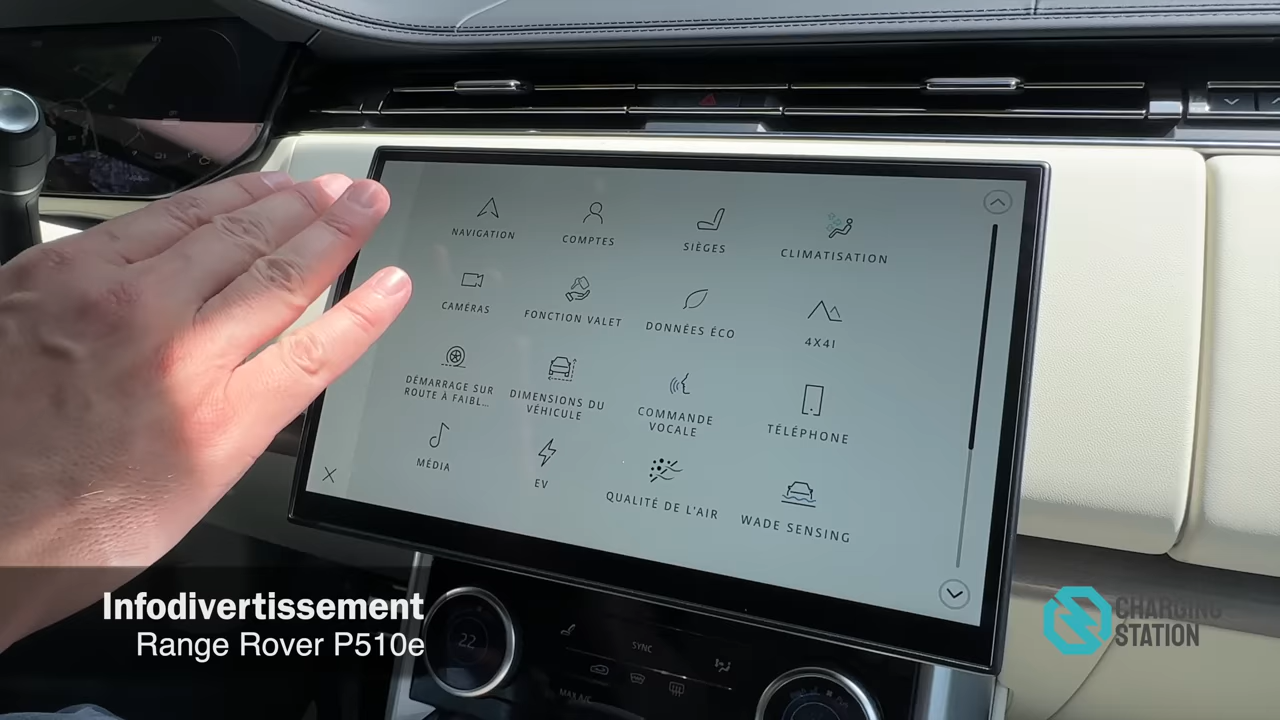 NAVIGATION
COMPTES
SIÈGES
CLIMATISATION
CAMÉRAS
FONCTION VALET
DONNÉES ÉCO
4X4I
DÉMARRAGE SUR
ROUTE À FAIBL...
DIMENSIONS DU
VÉHICULE
COMMANDE
VOCALE
TÉLÉPHONE
MÉDIA
EV
QUALITÉ DE L'AIR
WADE SENSING
22
SYNC
MAX A/C
Infodivertissement
Range Rover P510e
CHARGING
STATION